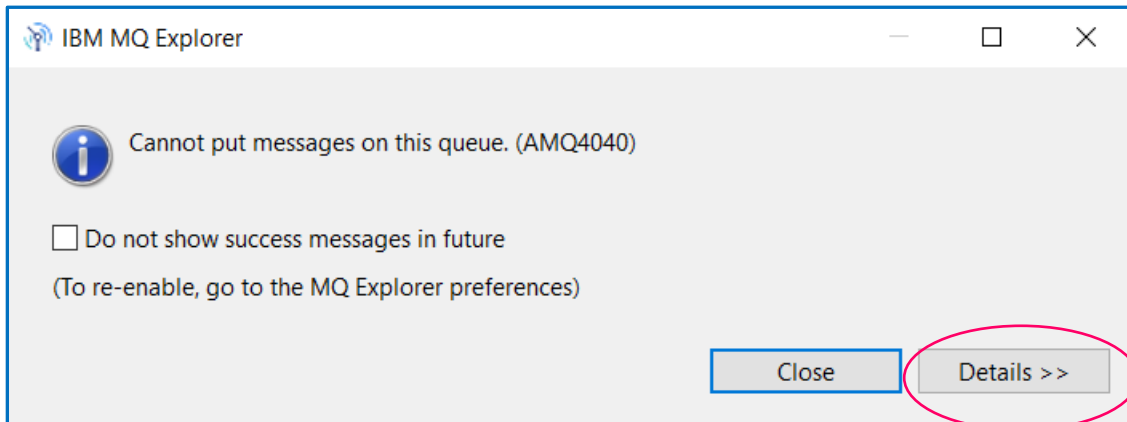 IBM MQ Explorer
Cannot put messages on this queue. (AMQ4040)
Do not show success messages in future
(To re-enable, go to the MQ Explorer preferences)
Close
Details >>